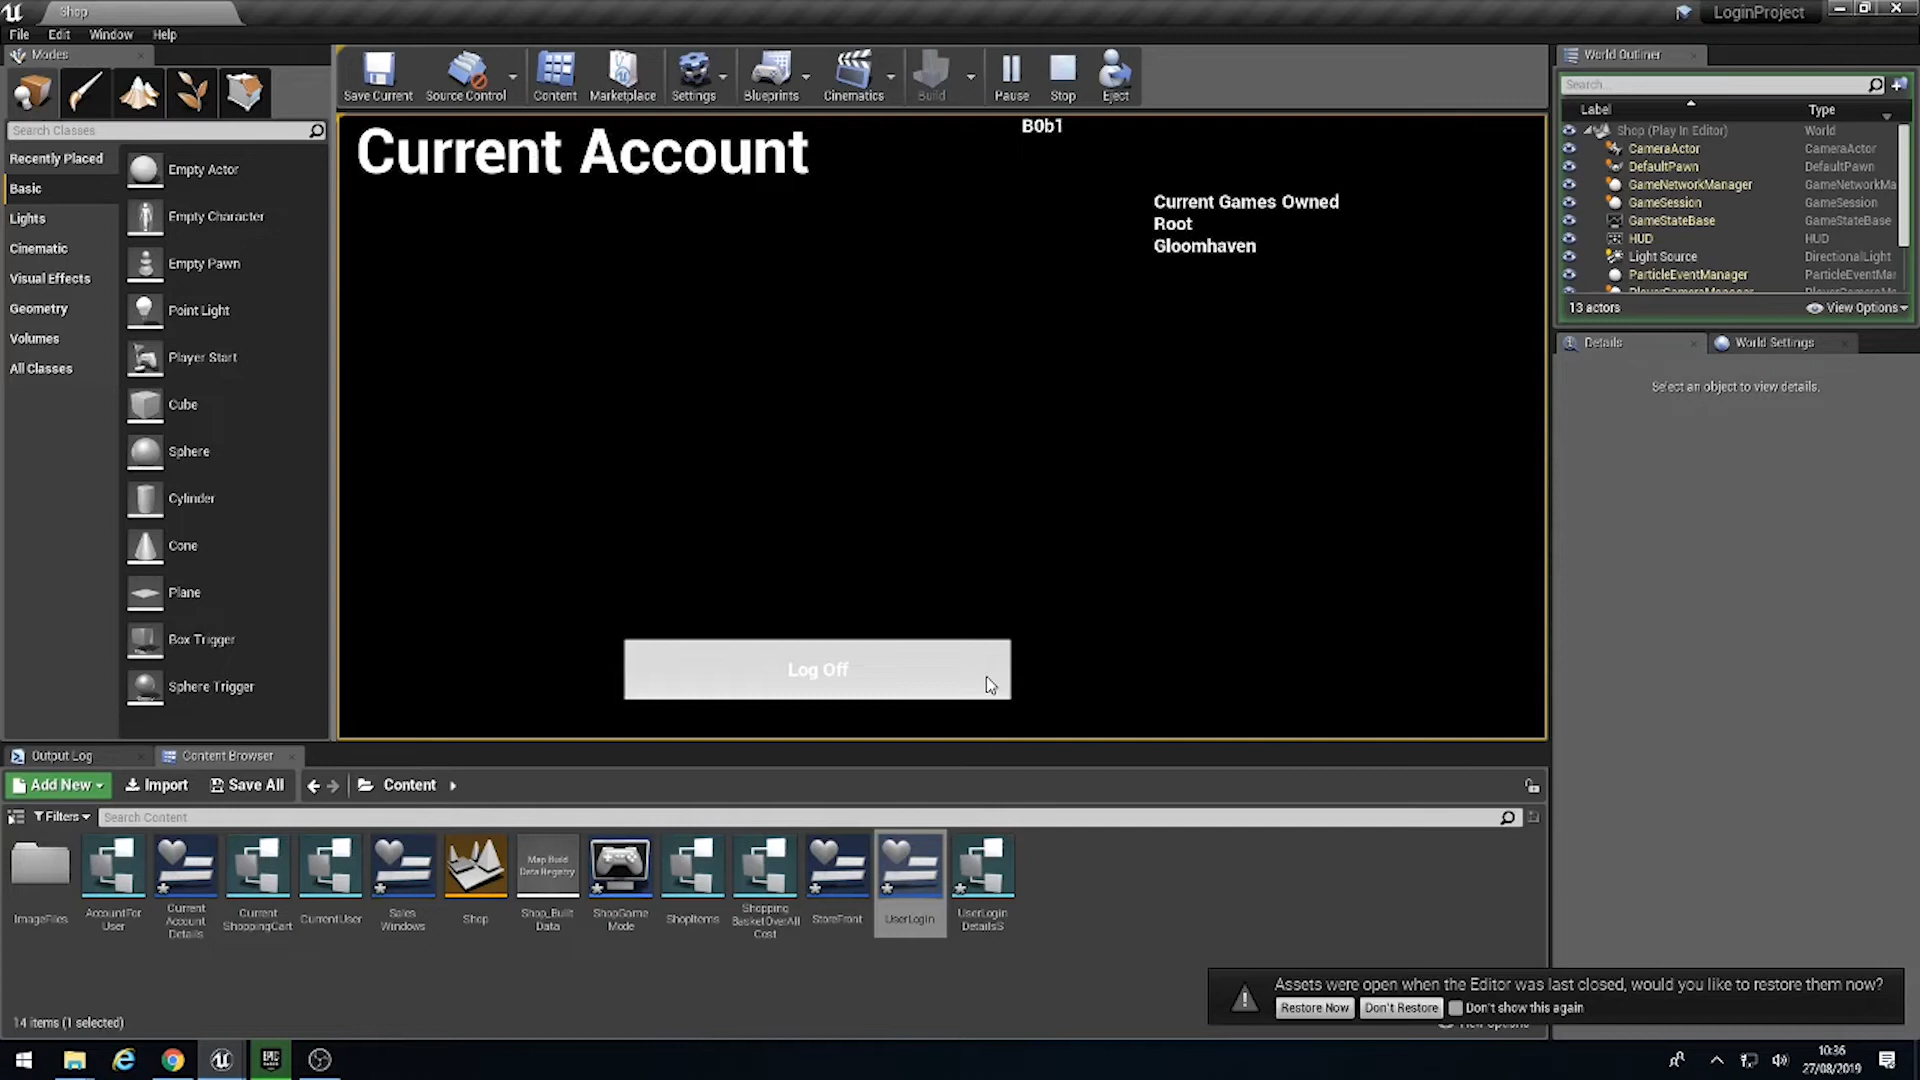 Shop
LoginProject
File Edit Window Help
Modes
Search Classes
Recently Placed
Basic
Lights
Cinematic
Visual Effects
Geometry
Volumes
All Classes
Empty Actor
Empty Character
Empty Pawn
Point Light
Player Start
Cube
Sphere
Cylinder
Cone
Plane
Box Trigger
Sphere Trigger
Save Current
Source Control
Content
Marketplace
Settings
Blueprints
Cinematics
Build
Pause
Stop
Eject
Current Account
B0b1
Current Games Owned
Root
Gloomhaven
Log Off
World Outliner
Search...
Label Type
Shop (Play In Editor) World
CameraActor CameraActor
DefaultPawn DefaultPawn
GameNetworkManager GameNetworkMa
GameSession GameSession
GameStateBase GameStateBase
HUD HUD
Light Source DirectionalLight
ParticleEventManager ParticleEventMar
13 actors
View Options
Details
World Settings
Select an object to view details.
Output Log
Content Browser
Add New
Import
Save All
Content
Filters
Search Content
ImageFiles
AccountFor
User
Current
Account
Details
Current
ShoppingCart
CurrentUser
Sales
Windows
Shop
Map Build
Data Registry
Shop_Built
Data
ShopGame
Mode
ShopItems
Shopping
BasketOverAll
Cost
StoreFront
UserLogin
UserLogin
DetailsS
14 items (1 selected)
Assets were open when the Editor was last closed, would you like to restore them now?
Restore Now
Don't Restore
Don't show this again
EPIC
10:36
27/08/2019